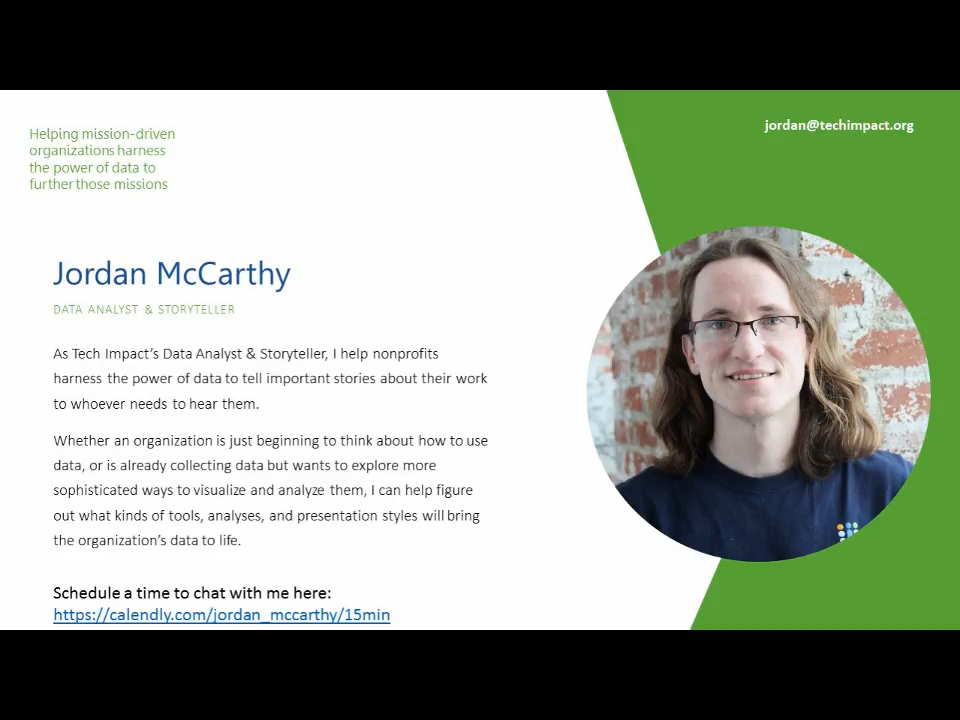 Helping mission-driven
organizations harness
the power of data to
further those missions
jordan@techimpact.org
Jordan McCarthy
DATA ANALYST & STORYTELLER
As Tech Impact's Data Analyst & Storyteller, I help nonprofits
harness the power of data to tell important stories about their work
to whoever needs to hear them.
Whether an organization is just beginning to think about how to use
data, or is already collecting data but wants to explore more
sophisticated ways to visualize and analyze them, I can help figure
out what kinds of tools, analyses, and presentation styles will bring
the organization's data to life.
Schedule a time to chat with me here:
https://calendly.com/jordan_mccarthy/15min